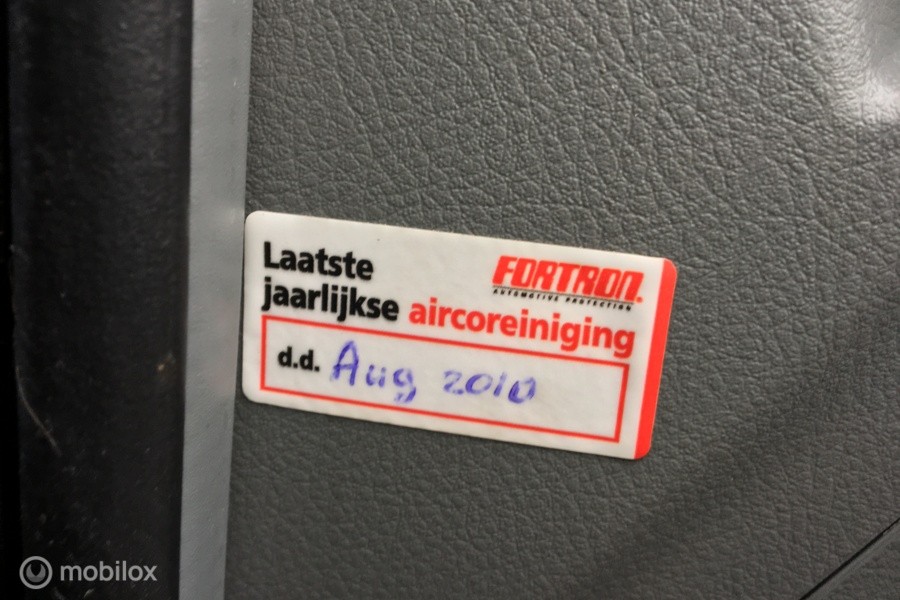 Laatste
jaarlijkse aircoreiniging
FORTRON
AUTOMOTIVE PROTECTION
d.d. Aug 2010
mobilox